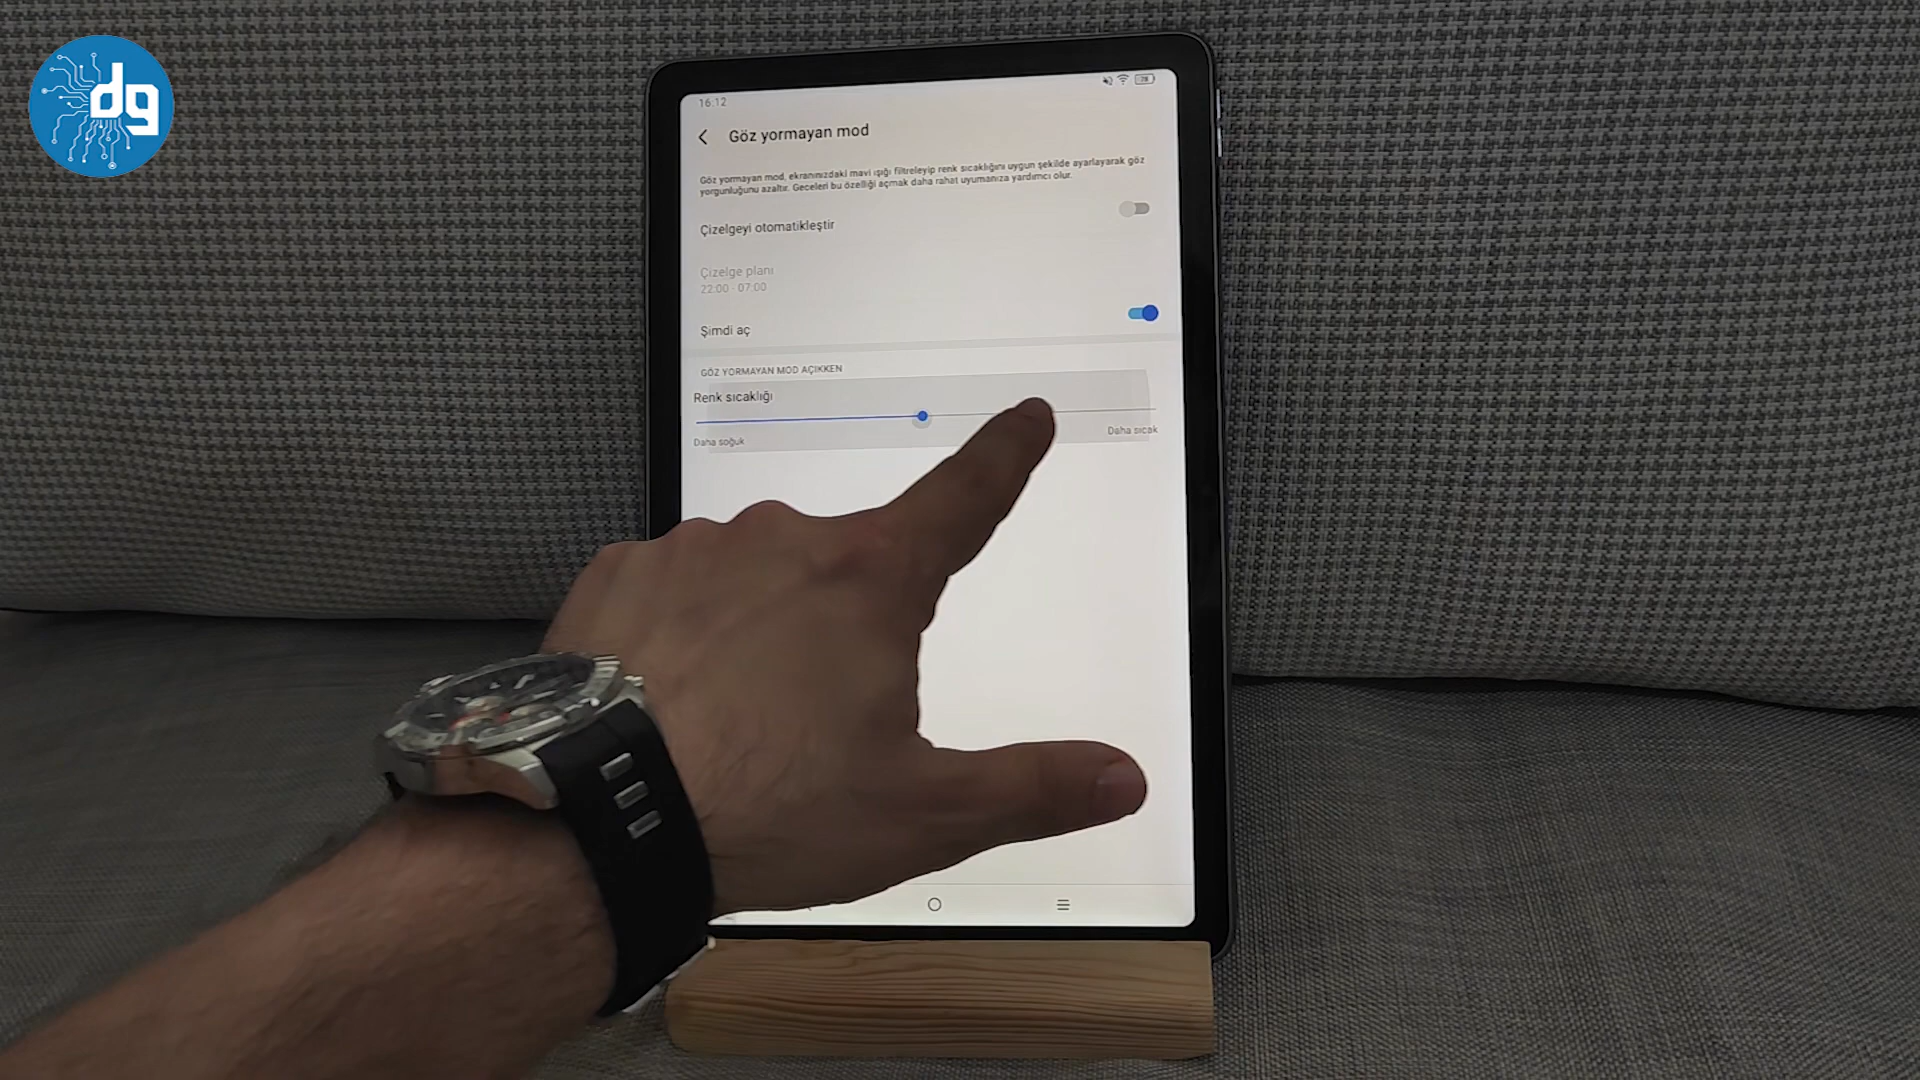 dg
16:12
28
Göz yormayan mod
Göz yormayan mod, ekranınızdaki mavi ışığı filtreleyip renk sıcaklığını uygun şekilde ayarlayarak göz
yorgunluğunu azaltır. Geceleri bu özelliği açmak daha rahat uyumanıza yardımcı olur.
Çizelgeyi otomatikleştir
Çizelge planı
22:00 - 07:00
Şimdi aç
GÖZ YORMAYAN MOD AÇIKKEN
Renk sıcaklığı
Daha soğuk
Daha sıcak